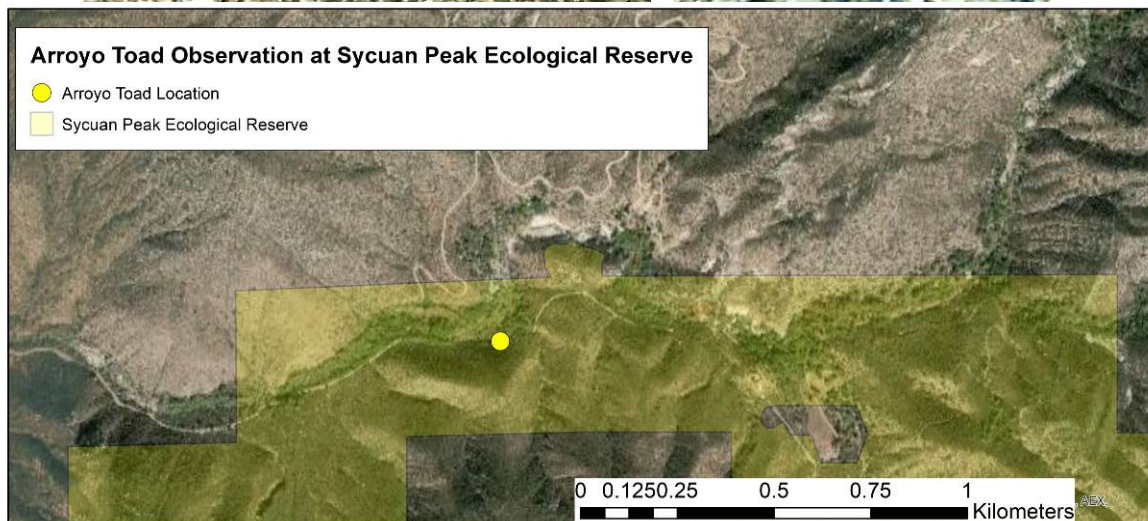 Arroyo Toad Observation at Sycuan Peak Ecological Reserve
Arroyo Toad Location
Sycuan Peak Ecological Reserve
0 0.1250.25 0.5 0.75 1
Kilometers
AEX,